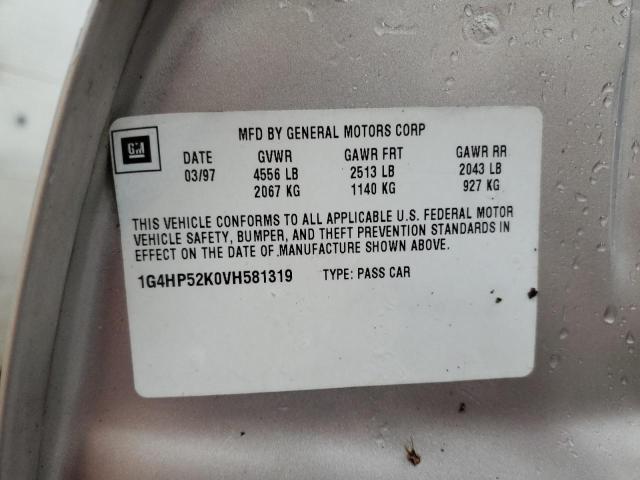 MFD BY GENERAL MOTORS CORP
GM
DATE GVWR GAWR FRT GAWR RR
03/97 4556 LB 2513 LB 2043 LB
2067 KG 1140 KG 927 KG
THIS VEHICLE CONFORMS TO ALL APPLICABLE U.S. FEDERAL MOTOR
VEHICLE SAFETY, BUMPER, AND THEFT PREVENTION STANDARDS IN
EFFECT ON THE DATE OF MANUFACTURE SHOWN ABOVE.
1G4HP52K0VH581319 TYPE: PASS CAR